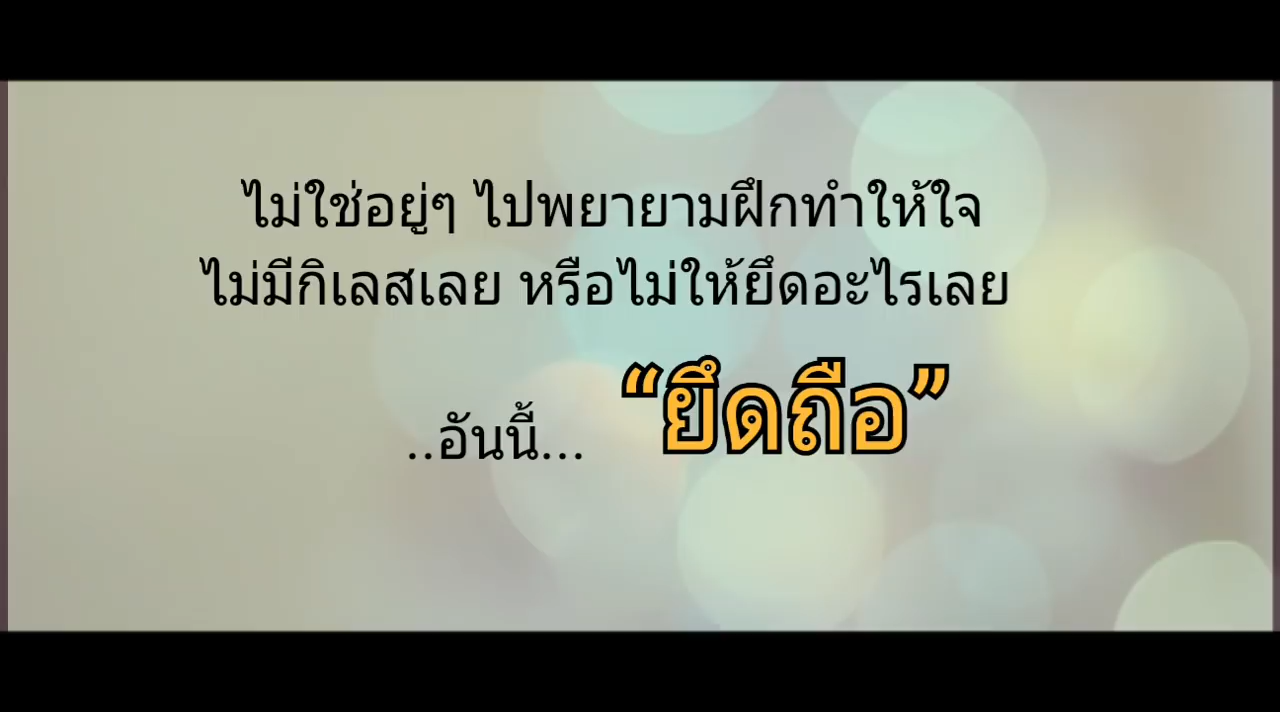 ไม่ใช่อยู่ๆ ไปพยายามฝึกทำให้ใจ
ไม่มีกิเลสเลย หรือไม่ให้ยึดอะไรเลย
..อันนี้... “ยึดถือ”